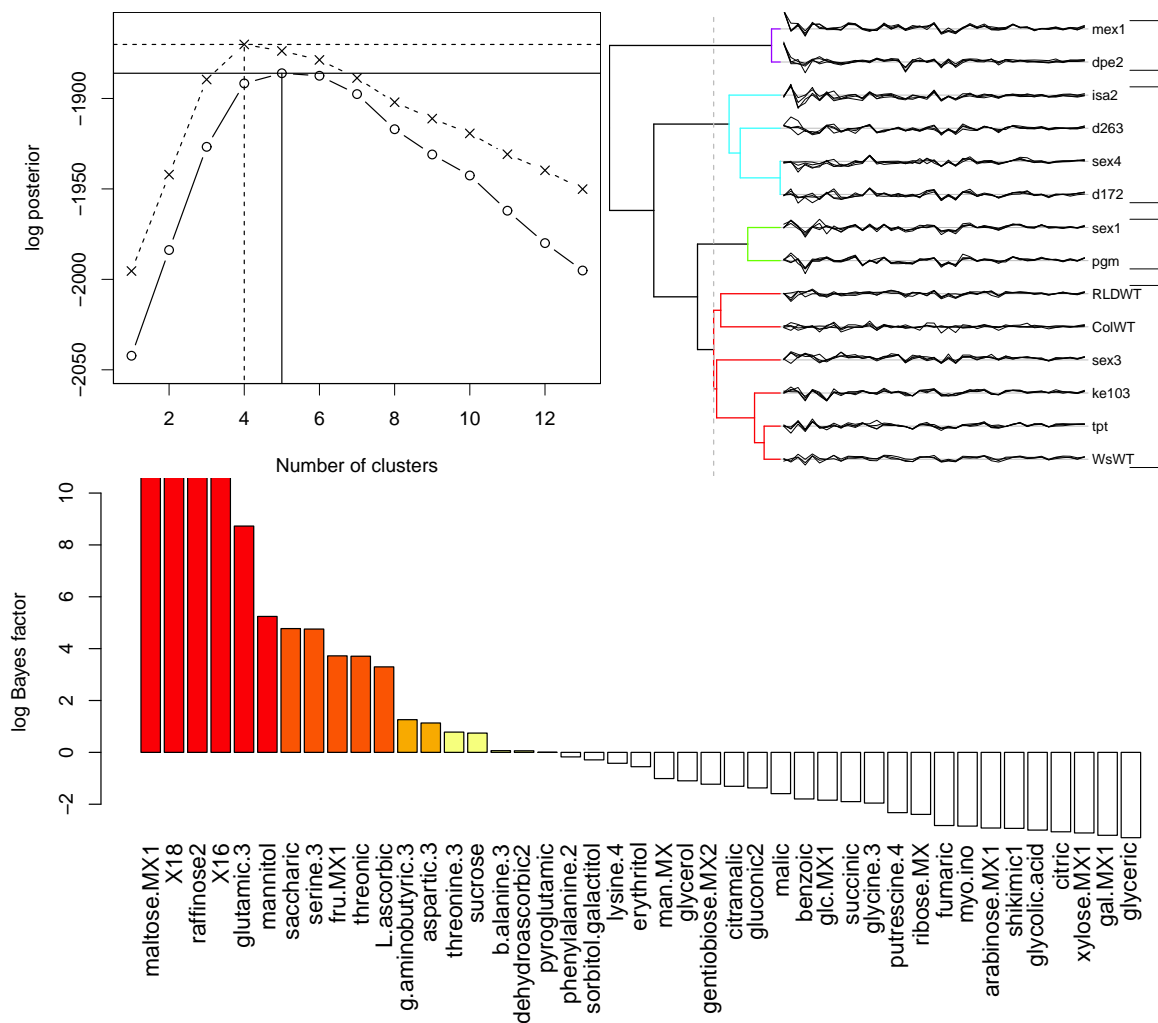 log posterior
-1900
-1950
-2000
-2050
2 4 6 8 10 12
Number of clusters
mex1
dpe2
isa2
d263
sex4
d172
sex1
pgm
RLDWT
ColWT
sex3
ke103
tpt
WsWT
log Bayes factor
10
8
6
4
2
0
-2
maltose.MX1
X18
raffinose2
X16
glutamic.3
mannitol
saccharic
serine.3
fru.MX1
threonic
L.ascorbic
g.aminobutyric.3
aspartic.3
threonine.3
sucrose
b.alanine.3
dehydroascorbic2
pyroglutamic
phenylalanine.2
sorbitol.galactitol
lysine.4
erythritol
man.MX
glycerol
gentiobiose.MX2
citramalic
gluconic2
malic
benzoic
glc.MX1
succinic
glycine.3
putrescine.4
ribose.MX
fumaric
myo.ino
arabinose.MX1
shikimic1
glycolic.acid
citric
xylose.MX1
gal.MX1
glyceric